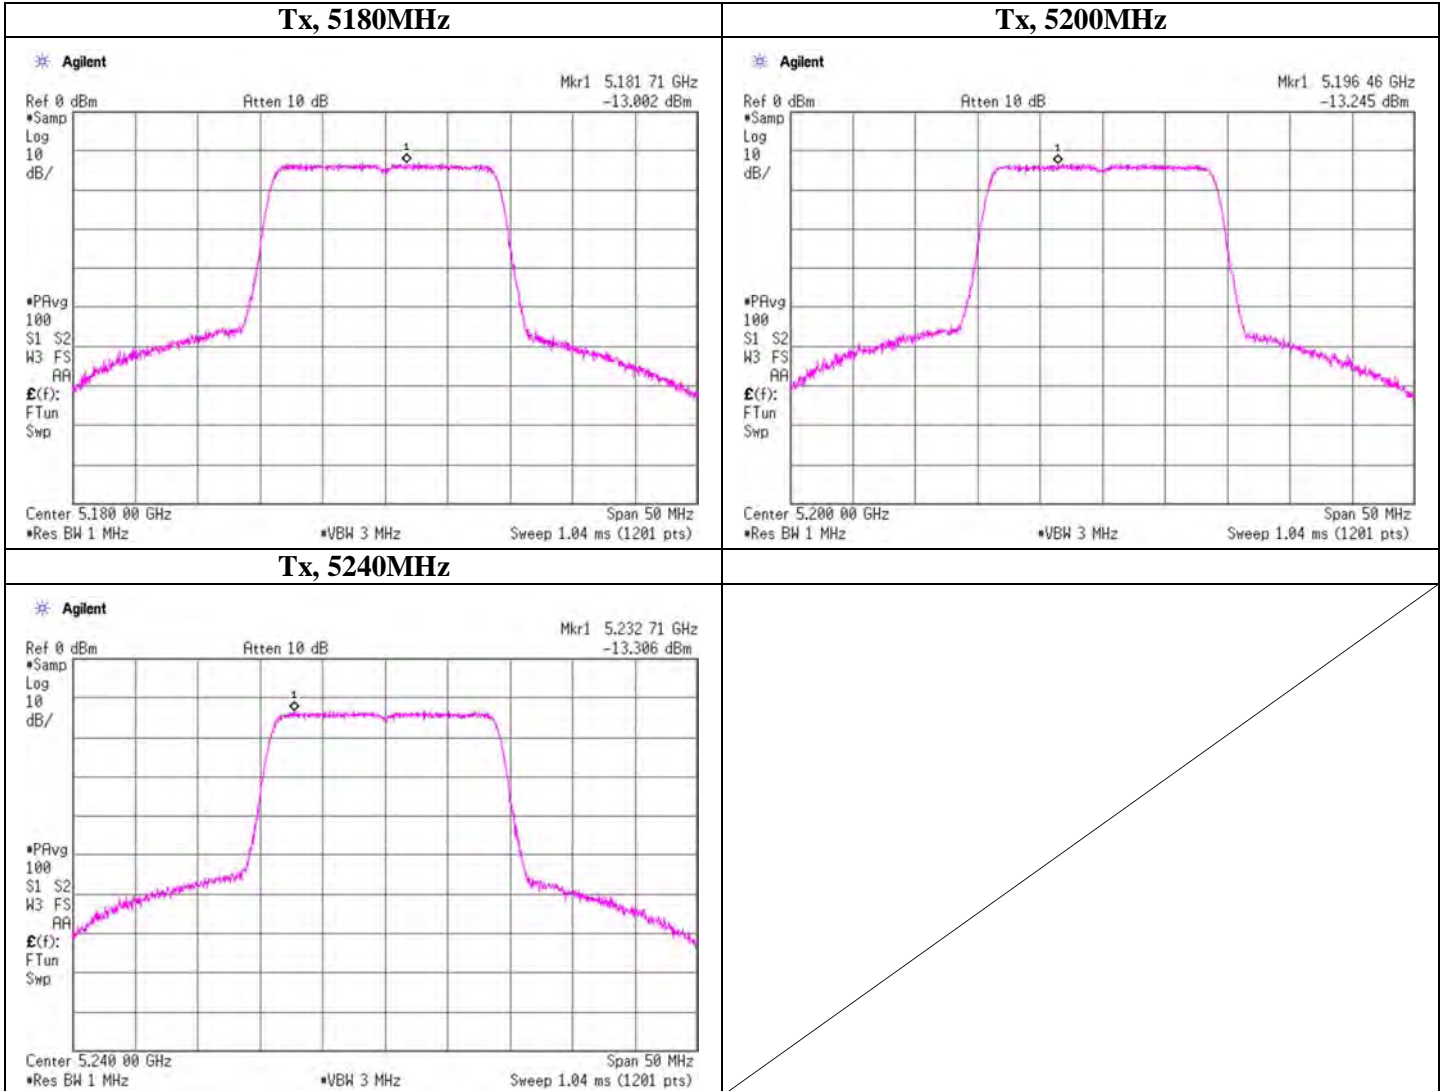 Tx, 5180MHz
Agilent
Mkr1 5.181 71 GHz
Ref 0 dBm Atten 10 dB -13.002 dBm
*Samp
Log
10
dB/
1
*PAvg
100
S1 S2
W3 FS
AA
£(f):
FTun
Swp
Center 5.180 00 GHz Span 50 MHz
*Res BW 1 MHz *VBW 3 MHz Sweep 1.04 ms (1201 pts)
Tx, 5200MHz
Agilent
Mkr1 5.196 46 GHz
Ref 0 dBm Atten 10 dB -13.245 dBm
*Samp
Log
10
dB/
1
*PAvg
100
S1 S2
W3 FS
AA
£(f):
FTun
Swp
Center 5.200 00 GHz Span 50 MHz
*Res BW 1 MHz *VBW 3 MHz Sweep 1.04 ms (1201 pts)
Tx, 5240MHz
Agilent
Mkr1 5.232 71 GHz
Ref 0 dBm Atten 10 dB -13.306 dBm
*Samp
Log
10
dB/
1
*PAvg
100
S1 S2
W3 FS
AA
£(f):
FTun
Swp
Center 5.240 00 GHz Span 50 MHz
*Res BW 1 MHz *VBW 3 MHz Sweep 1.04 ms (1201 pts)